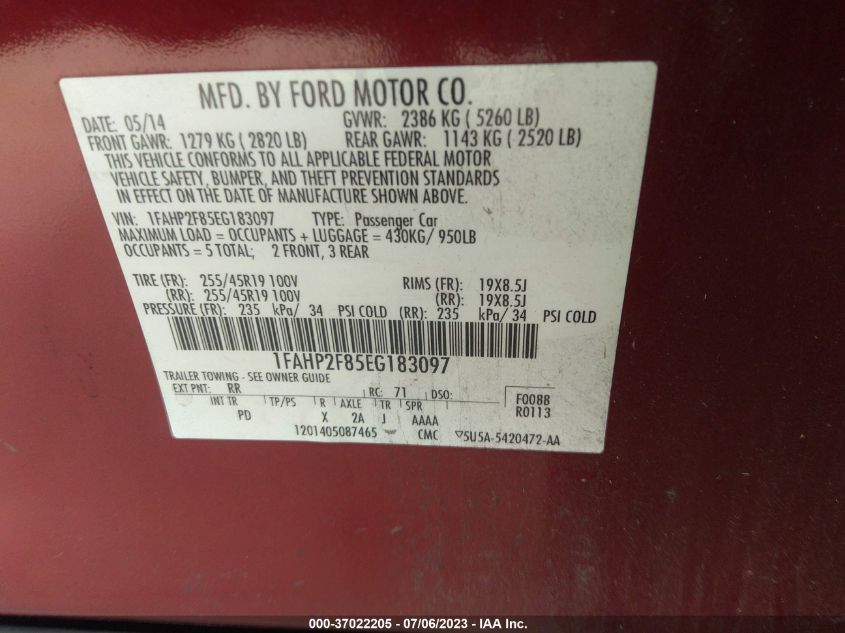 MFD. BY FORD MOTOR CO.
DATE: 05/14 GVWR: 2386 KG ( 5260 LB)
FRONT GAWR: 1279 KG ( 2820 LB) REAR GAWR: 1143 KG ( 2520 LB)
THIS VEHICLE CONFORMS TO ALL APPLICABLE FEDERAL MOTOR
VEHICLE SAFETY, BUMPER, AND THEFT PREVENTION STANDARDS
IN EFFECT ON THE DATE OF MANUFACTURE SHOWN ABOVE.
VIN: 1FAHP2F85EG183097 TYPE: Passenger Car
MAXIMUM LOAD = OCCUPANTS + LUGGAGE = 430KG/ 950LB
OCCUPANTS = 5 TOTAL; 2 FRONT, 3 REAR
TIRE (FR): 255/45R19 100V RIMS (FR): 19X8.5J
(RR): 255/45R19 100V (RR): 19X8.5J
PRESSURE (FR): 235 kPa/ 34 PSI COLD (RR): 235 kPa/ 34 PSI COLD
1FAHP2F85EG183097
TRAILER TOWING - SEE OWNER GUIDE
EXT PNT: RR RC: 71 DSO: F0088
INT TR TP/PS R AXLE TR SPR R0113
PD X 2A J AAAA
1201405087465 CMC 5U5A-5420472-AA
000-37022205 - 07/06/2023 - IAA Inc.